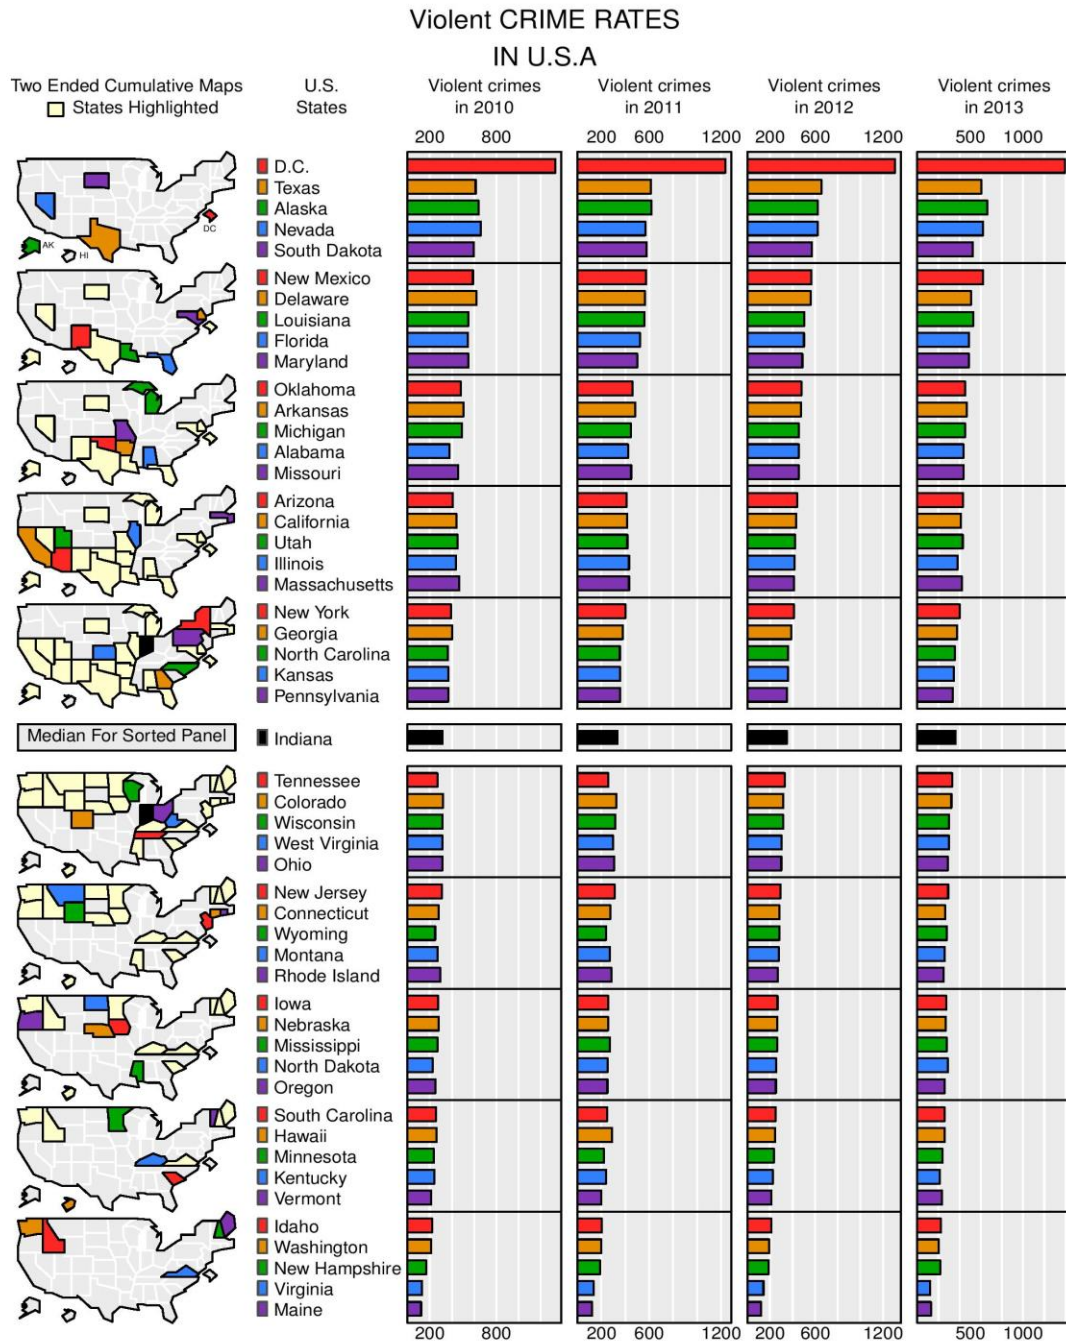 Violent CRIME RATES
IN U.S.A
Two Ended Cumulative Maps
States Highlighted
U.S.
States
Violent crimes
in 2010
Violent crimes
in 2011
Violent crimes
in 2012
Violent crimes
in 2013
200 800
200 600 1200
200 600 1200
500 1000
D.C.
Texas
Alaska
Nevada
South Dakota
DC
AK
HI
New Mexico
Delaware
Louisiana
Florida
Maryland
Oklahoma
Arkansas
Michigan
Alabama
Missouri
Arizona
California
Utah
Illinois
Massachusetts
New York
Georgia
North Carolina
Kansas
Pennsylvania
Median For Sorted Panel
Indiana
Tennessee
Colorado
Wisconsin
West Virginia
Ohio
New Jersey
Connecticut
Wyoming
Montana
Rhode Island
Iowa
Nebraska
Mississippi
North Dakota
Oregon
South Carolina
Hawaii
Minnesota
Kentucky
Vermont
Idaho
Washington
New Hampshire
Virginia
Maine
200 800
200 600 1200
200 600 1200
500 1000